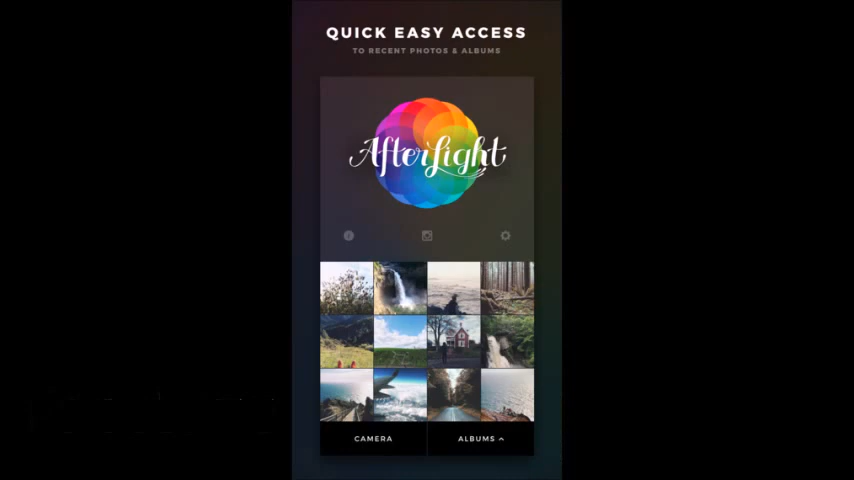 QUICK EASY ACCESS
TO RECENT PHOTOS & ALBUMS
AfterLight
CAMERA
ALBUMS